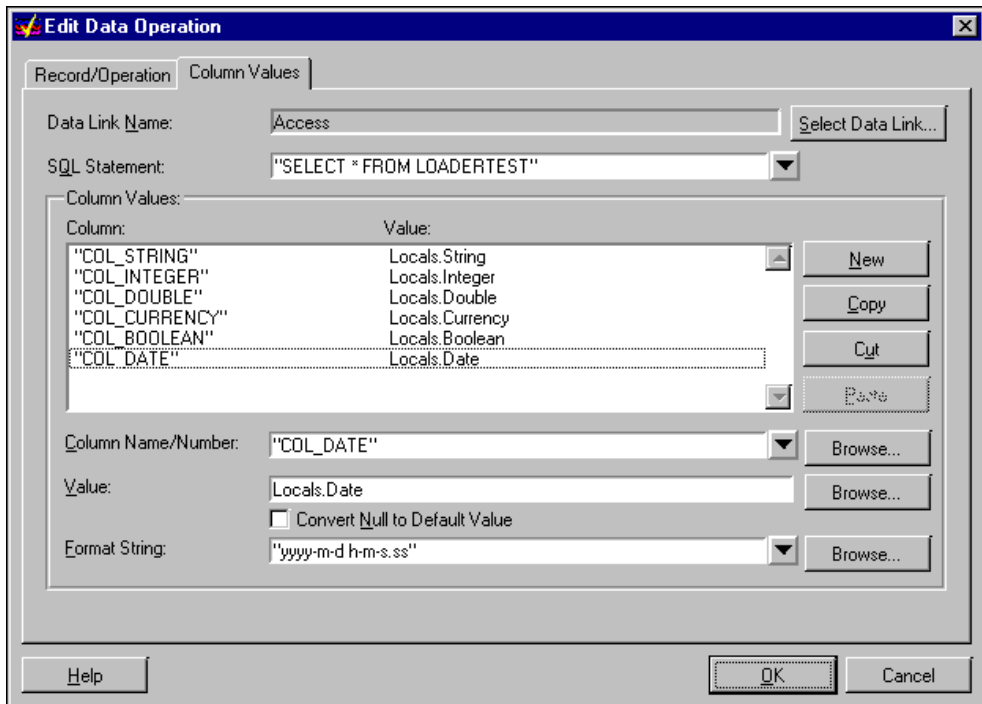 Edit Data Operation
Record/Operation Column Values
Data Link Name: Access Select Data Link...
SQL Statement: "SELECT * FROM LOADERTEST"
Column Values:
Column: Value:
"COL_STRING" Locals.String
"COL_INTEGER" Locals.Integer
"COL_DOUBLE" Locals.Double
"COL_CURRENCY" Locals.Currency
"COL_BOOLEAN" Locals.Boolean
"COL_DATE" Locals.Date
New
Copy
Cut
Paste
Column Name/Number: "COL_DATE" Browse...
Value: Locals.Date Browse...
Convert Null to Default Value
Format String: "yyyy-m-d h-m-s.ss" Browse...
Help OK Cancel